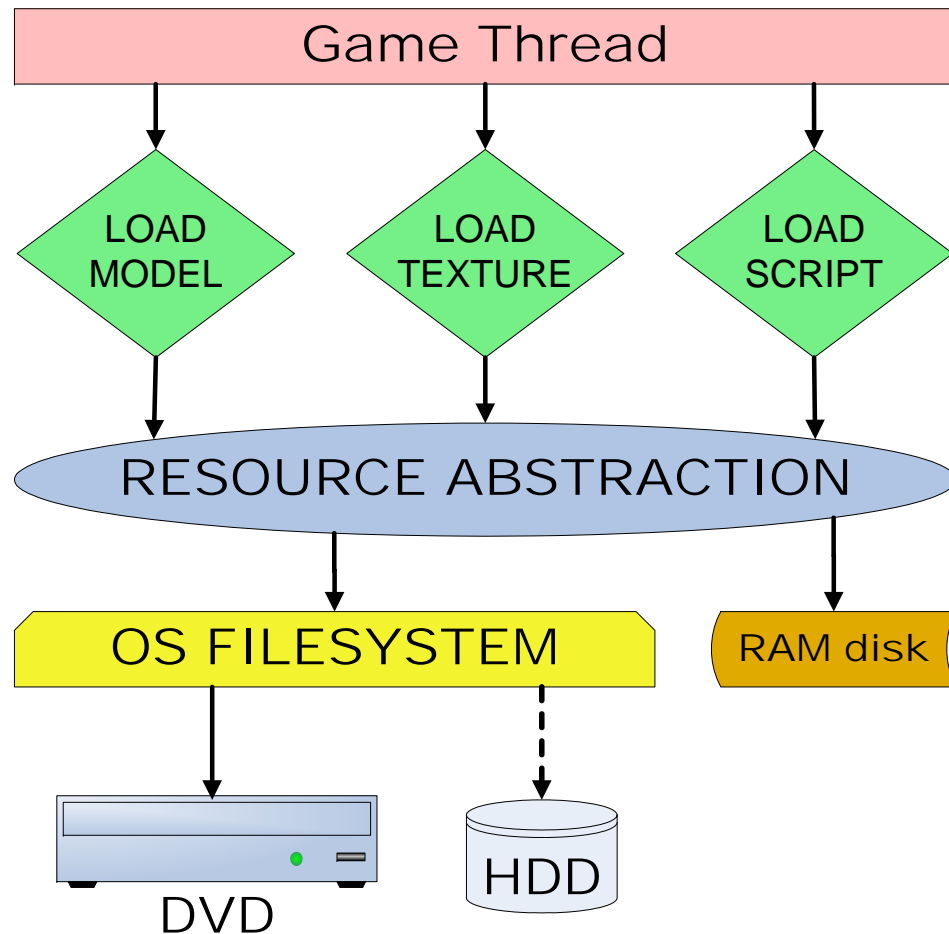 Game Thread
LOAD
MODEL
LOAD
TEXTURE
LOAD
SCRIPT
RESOURCE ABSTRACTION
OS FILESYSTEM
RAM disk
DVD
HDD